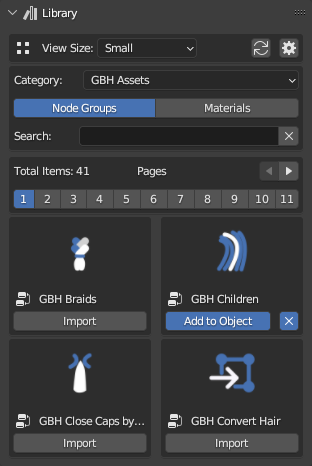 Library
View Size: Small
Category: GBH Assets
Node Groups Materials
Search:
Total Items: 41 Pages
1 2 3 4 5 6 7 8 9 10 11
GBH Braids GBH Children
Import Add to Object
GBH Close Caps by... GBH Convert Hair
Import Import